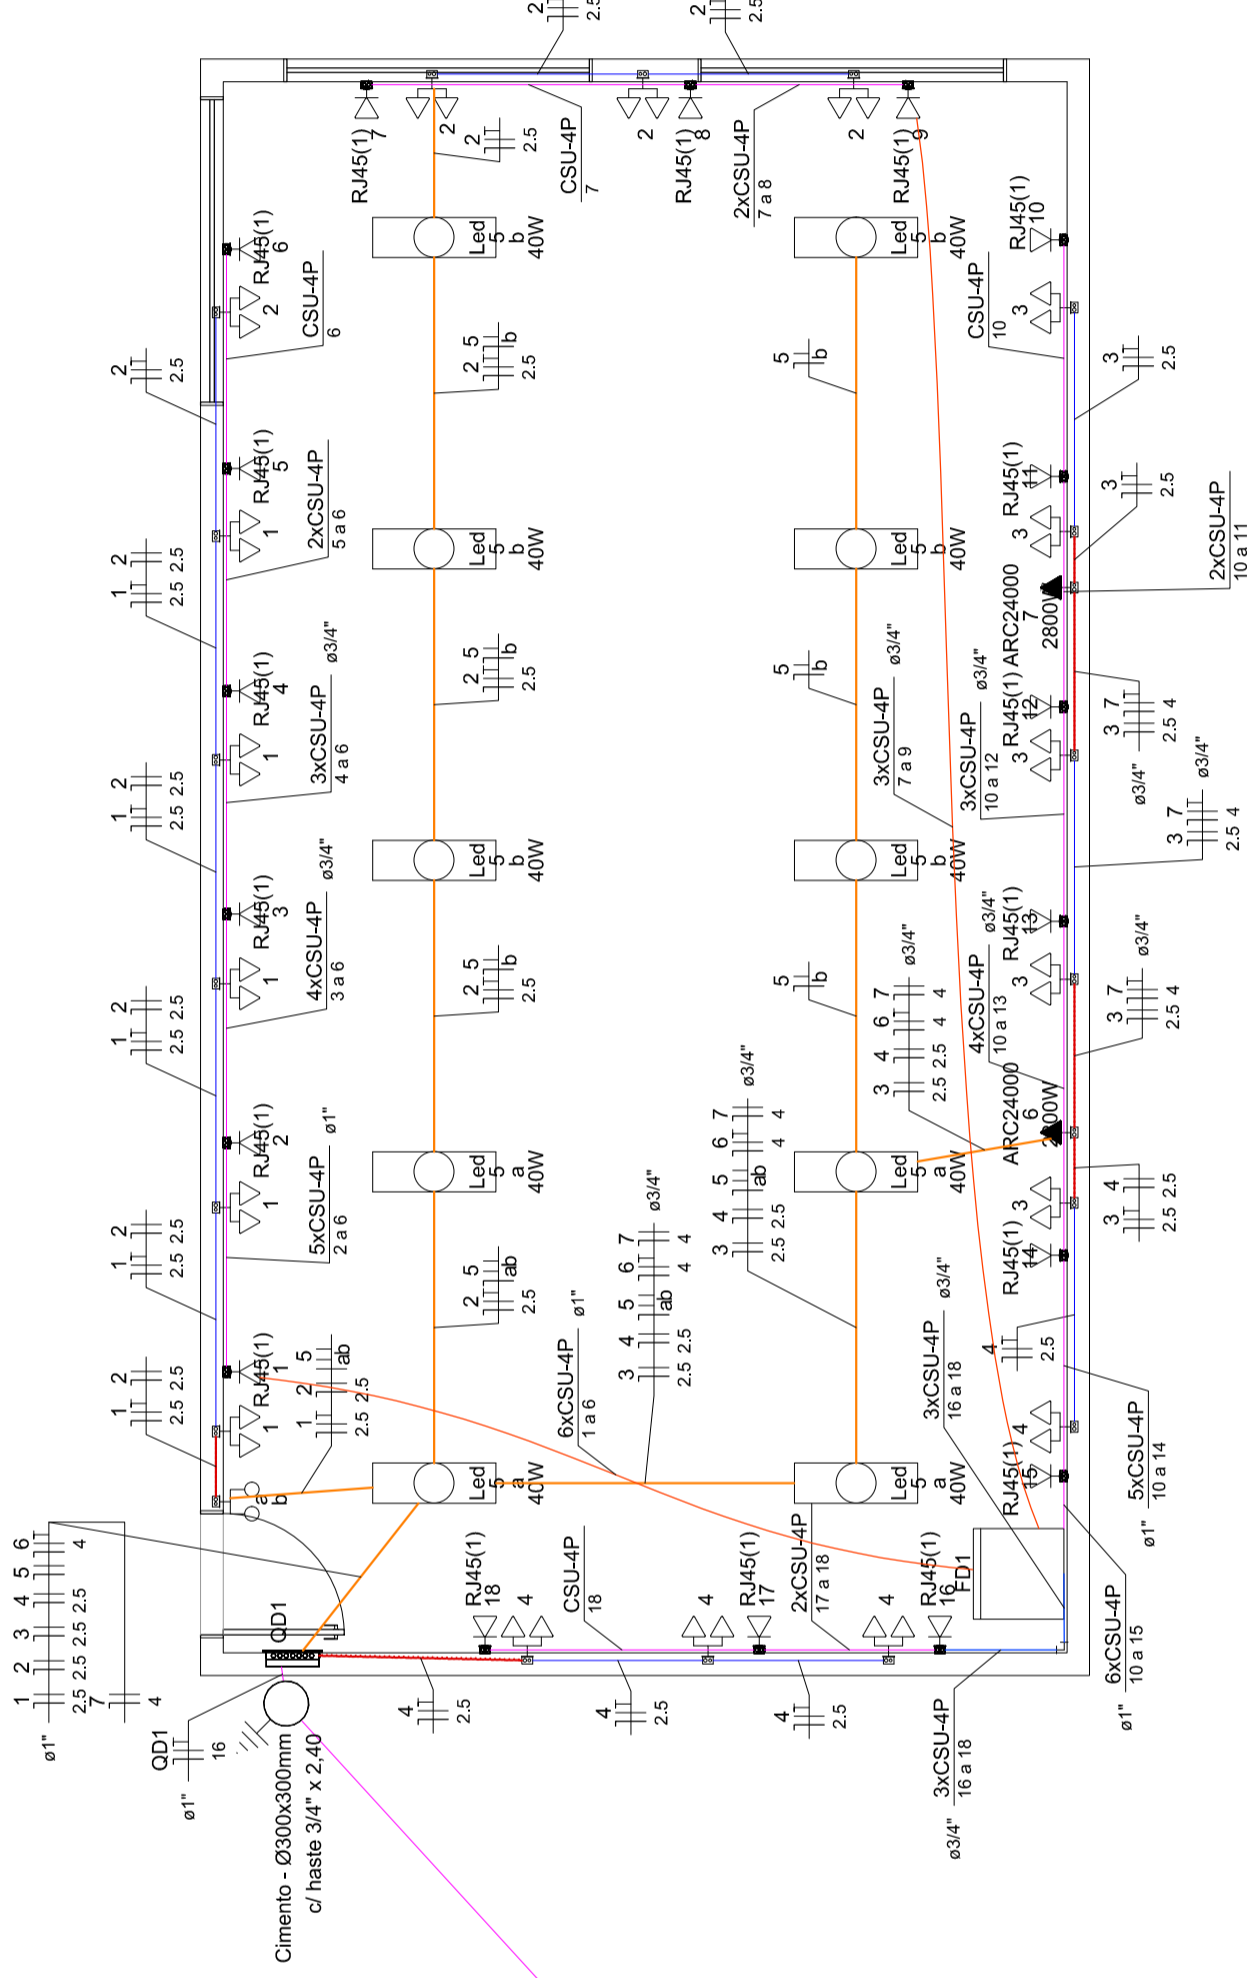 2
2.5
2
2.5
RJ45(1)
7
2
2
2.5
CSU-4P
7
2
RJ45(1)
8
2xCSU-4P
7 a 8
2
RJ45(1)
9
RJ45(1)
6
2
CSU-4P
6
Led
5
b
40W
Led
5
b
40W
RJ45(1)
10
3
CSU-4P
10
2
2.5
2
2.5
5
b
5
b
3
2.5
RJ45(1)
5
1
2xCSU-4P
5 a 6
Led
5
b
40W
Led
5
b
40W
RJ45(1)
11
3
3
2.5
2xCSU-4P
10 a 11
1
2.5
2
2.5
ARC24000
7
2800W
RJ45(1)
4
1
3xCSU-4P
4 a 6
ø3/4"
2
2.5
5
b
5
b
3xCSU-4P
7 a 9
ø3/4"
3xCSU-4P
10 a 12
ø3/4"
RJ45(1)
12
3
3
2.5
7
4
ø3/4"
1
2.5
2
2.5
3
2.5
7
4
ø3/4"
Led
5
b
40W
Led
5
b
40W
RJ45(1)
3
1
4xCSU-4P
3 a 6
ø3/4"
2
2.5
5
b
5
b
RJ45(1)
13
3
4xCSU-4P
10 a 13
ø3/4"
1
2.5
2
2.5
3
2.5
4
2.5
6
4
7
4
ø3/4"
3
2.5
7
4
ø3/4"
RJ45(1)
2
1
5xCSU-4P
2 a 6
ø1"
Led
5
a
40W
Led
5
a
40W
ARC24000
6
2800W
3
3
2.5
4
2.5
1
2.5
2
2.5
2
2.5
5
ab
3
2.5
4
2.5
5
ab
6
4
7
4
ø3/4"
3
2.5
4
2.5
5
ab
6
4
7
4
ø3/4"
RJ45(1)
14
4
2.5
RJ45(1)
1
1
1
2.5
2
2.5
1
2.5
2
2.5
5
ab
6xCSU-4P
1 a 6
ø1"
3xCSU-4P
16 a 18
ø3/4"
4
RJ45(1)
15
5xCSU-4P
10 a 14
ø1"
a
b
Led
5
a
40W
Led
5
a
40W
RJ45(1)
18
4
CSU-4P
18
4
RJ45(1)
17
2xCSU-4P
17 a 18
4
RJ45(1)
16
FD1
6xCSU-4P
10 a 15
ø1"
QD1
1
2.5
2
2.5
3
2.5
4
2.5
5
6
4
7
4
ø1"
QD1
16
ø1"
Cimento - Ø300x300mm
c/ haste 3/4" x 2,40
4
2.5
4
2.5
4
2.5
3xCSU-4P
16 a 18
ø3/4"